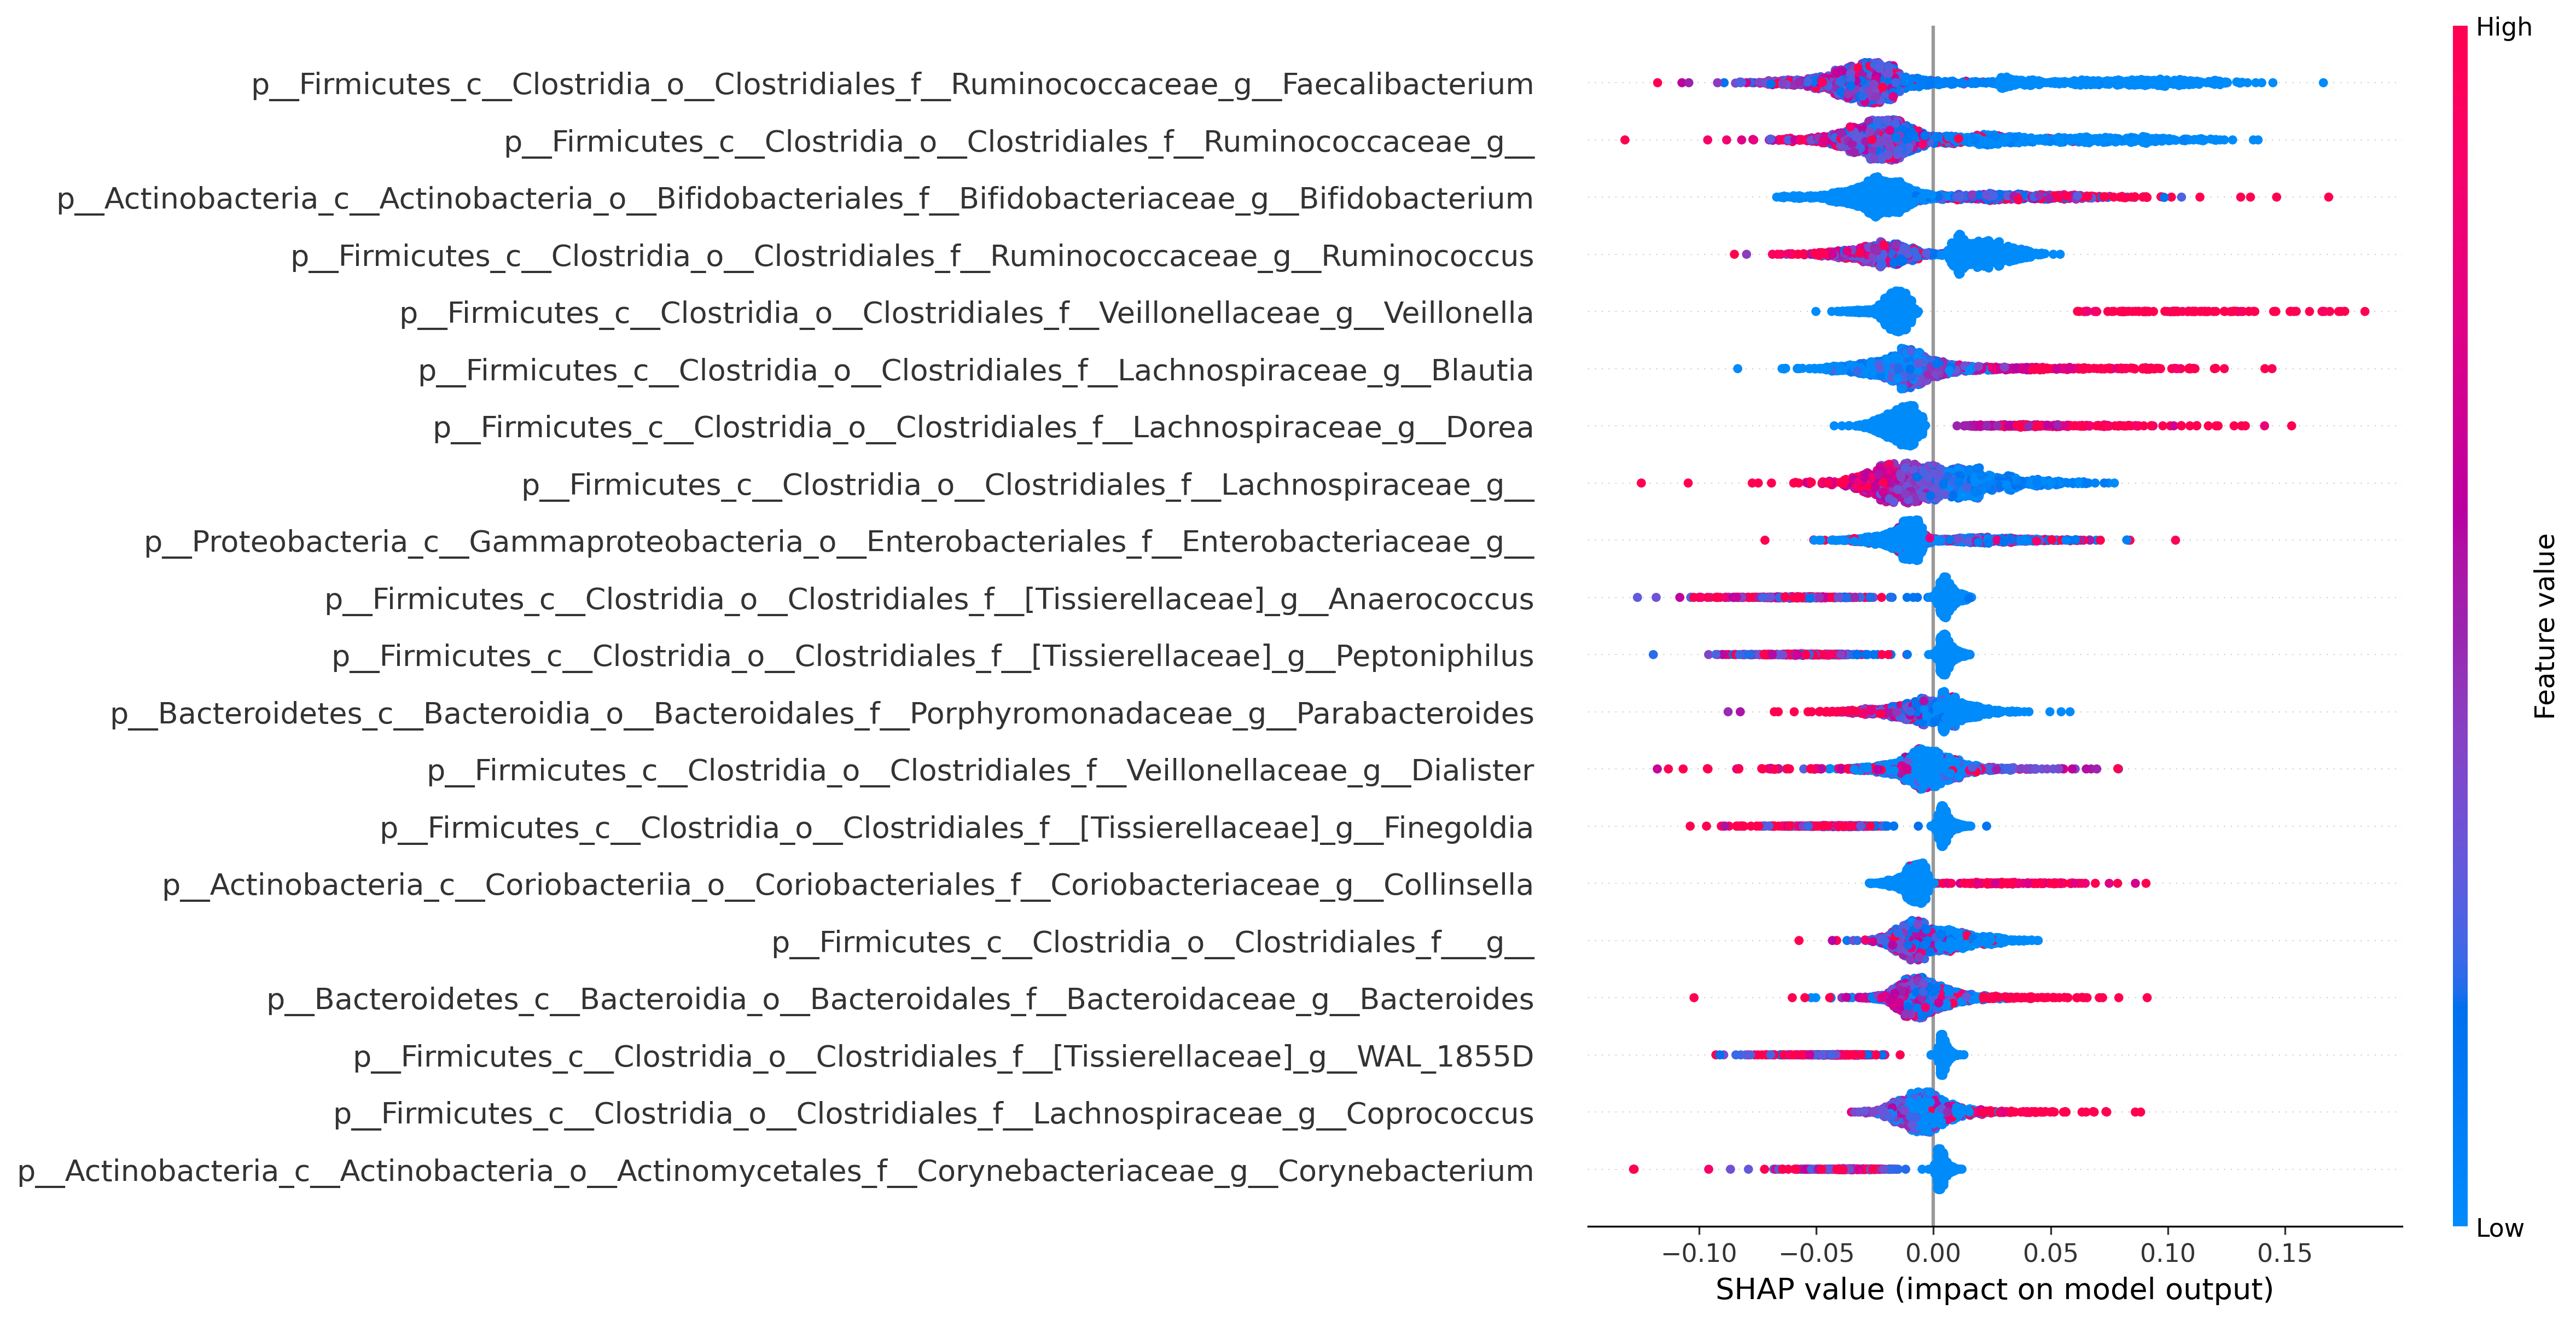 High
p__Firmicutes_c__Clostridia_o__Clostridiales_f__Ruminococcaceae_g__Faecalibacterium
p__Firmicutes_c__Clostridia_o__Clostridiales_f__Ruminococcaceae_g__
p__Actinobacteria_c__Actinobacteria_o__Bifidobacteriales_f__Bifidobacteriaceae_g__Bifidobacterium
p__Firmicutes_c__Clostridia_o__Clostridiales_f__Ruminococcaceae_g__Ruminococcus
p__Firmicutes_c__Clostridia_o__Clostridiales_f__Veillonellaceae_g__Veillonella
p__Firmicutes_c__Clostridia_o__Clostridiales_f__Lachnospiraceae_g__Blautia
p__Firmicutes_c__Clostridia_o__Clostridiales_f__Lachnospiraceae_g__Dorea
p__Firmicutes_c__Clostridia_o__Clostridiales_f__Lachnospiraceae_g__
p__Proteobacteria_c__Gammaproteobacteria_o__Enterobacteriales_f__Enterobacteriaceae_g__
p__Firmicutes_c__Clostridia_o__Clostridiales_f__[Tissierellaceae]_g__Anaerococcus
p__Firmicutes_c__Clostridia_o__Clostridiales_f__[Tissierellaceae]_g__Peptoniphilus
p__Bacteroidetes_c__Bacteroidia_o__Bacteroidales_f__Porphyromonadaceae_g__Parabacteroides
p__Firmicutes_c__Clostridia_o__Clostridiales_f__Veillonellaceae_g__Dialister
p__Firmicutes_c__Clostridia_o__Clostridiales_f__[Tissierellaceae]_g__Finegoldia
p__Actinobacteria_c__Coriobacteriia_o__Coriobacteriales_f__Coriobacteriaceae_g__Collinsella
p__Firmicutes_c__Clostridia_o__Clostridiales_f___g__
p__Bacteroidetes_c__Bacteroidia_o__Bacteroidales_f__Bacteroidaceae_g__Bacteroides
p__Firmicutes_c__Clostridia_o__Clostridiales_f__[Tissierellaceae]_g__WAL_1855D
p__Firmicutes_c__Clostridia_o__Clostridiales_f__Lachnospiraceae_g__Coprococcus
p__Actinobacteria_c__Actinobacteria_o__Actinomycetales_f__Corynebacteriaceae_g__Corynebacterium
Feature value
Low
−0.10 −0.05 0.00 0.05 0.10 0.15
SHAP value (impact on model output)